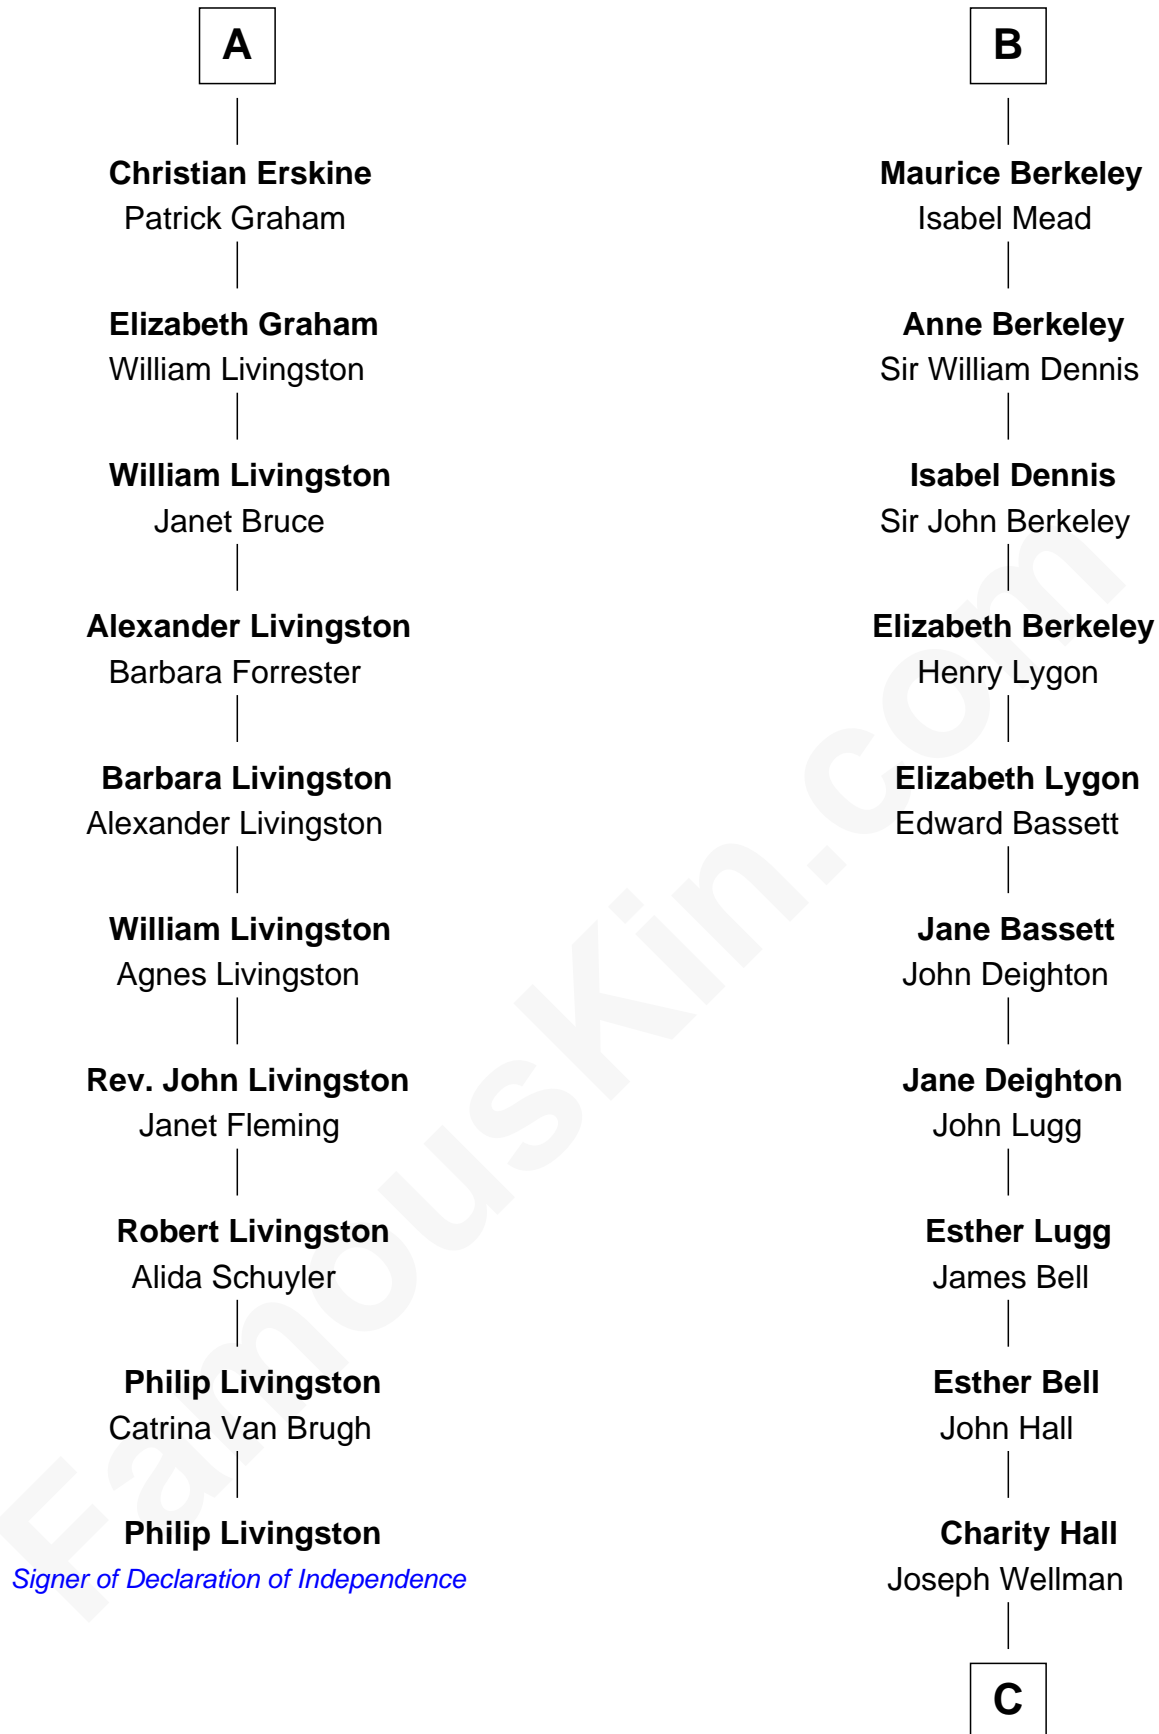 A
Christian Erskine
Patrick Graham
Elizabeth Graham
William Livingston
William Livingston
Janet Bruce
Alexander Livingston
Barbara Forrester
Barbara Livingston
Alexander Livingston
William Livingston
Agnes Livingston
Rev. John Livingston
Janet Fleming
Robert Livingston
Alida Schuyler
Philip Livingston
Catrina Van Brugh
Philip Livingston
Signer of Declaration of Independence
B
Maurice Berkeley
Isabel Mead
Anne Berkeley
Sir William Dennis
Isabel Dennis
Sir John Berkeley
Elizabeth Berkeley
Henry Lygon
Elizabeth Lygon
Edward Bassett
Jane Bassett
John Deighton
Jane Deighton
John Lugg
Esther Lugg
James Bell
Esther Bell
John Hall
Charity Hall
Joseph Wellman
C
FamousKin.com